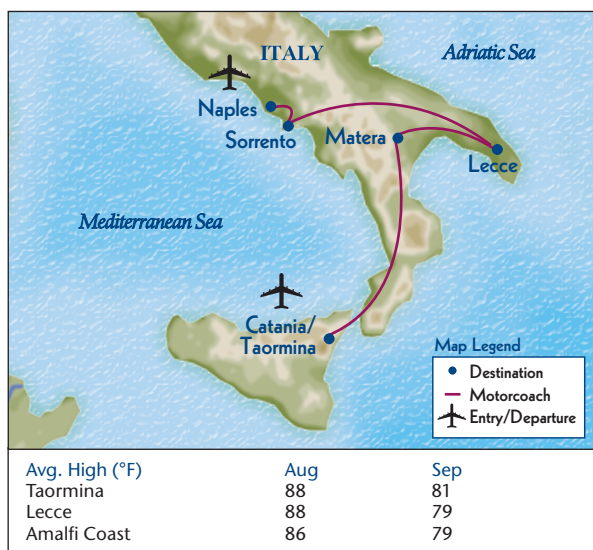 ITALY
Adriatic Sea
Naples
Sorrento
Matera
Lecce
Mediterranean Sea
Catania/
Taormina
Map Legend
Destination
Motorcoach
Entry/Departure
Avg. High (°F) Aug Sep
Taormina 88 81
Lecce 88 79
Amalfi Coast 86 79